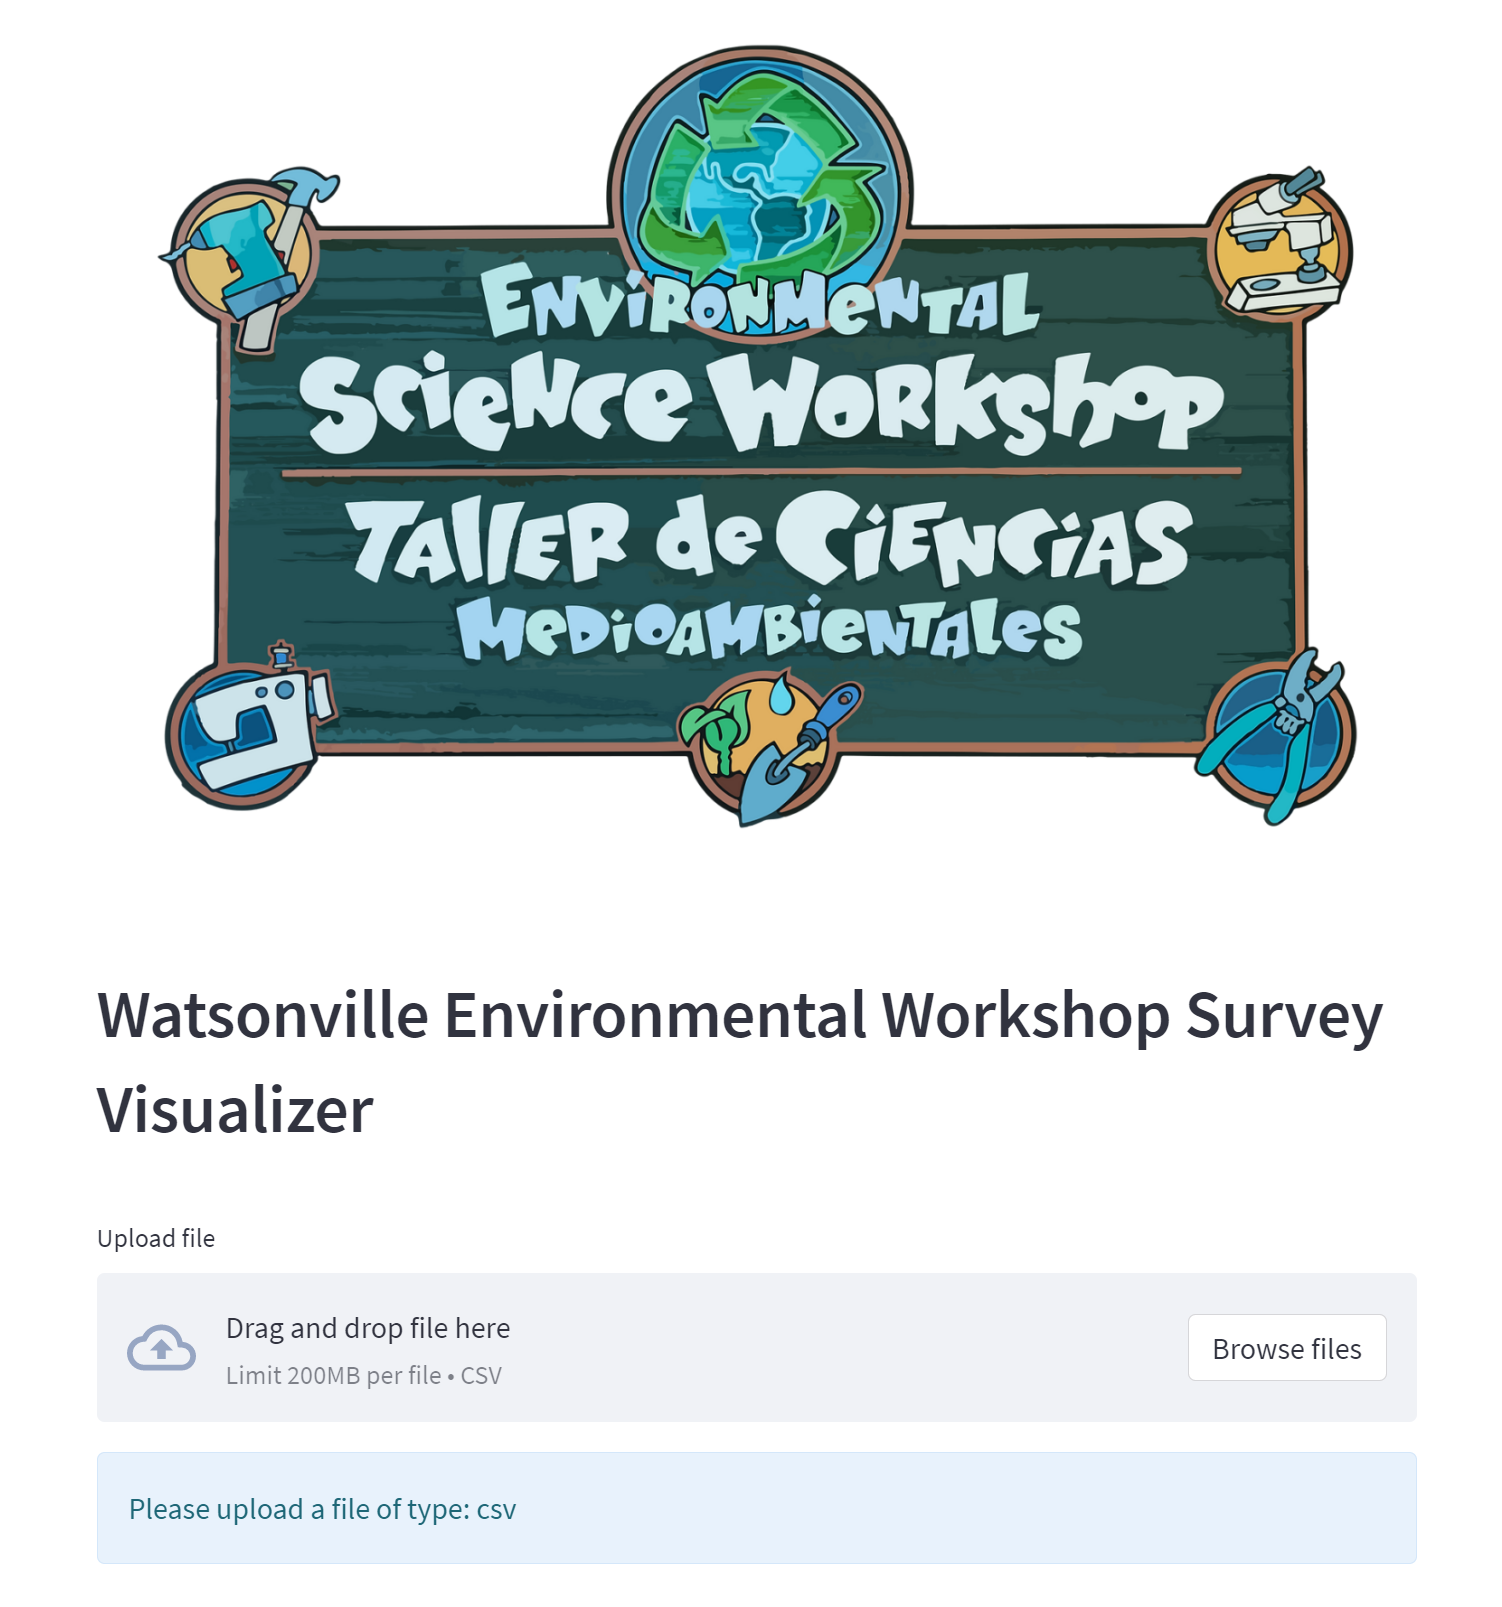 Environmental
Science Workshop
Taller de Ciencias
Medioambientales
Watsonville Environmental Workshop Survey
Visualizer
Upload file
Drag and drop file here
Browse files
Limit 200MB per file • CSV
Please upload a file of type: csv